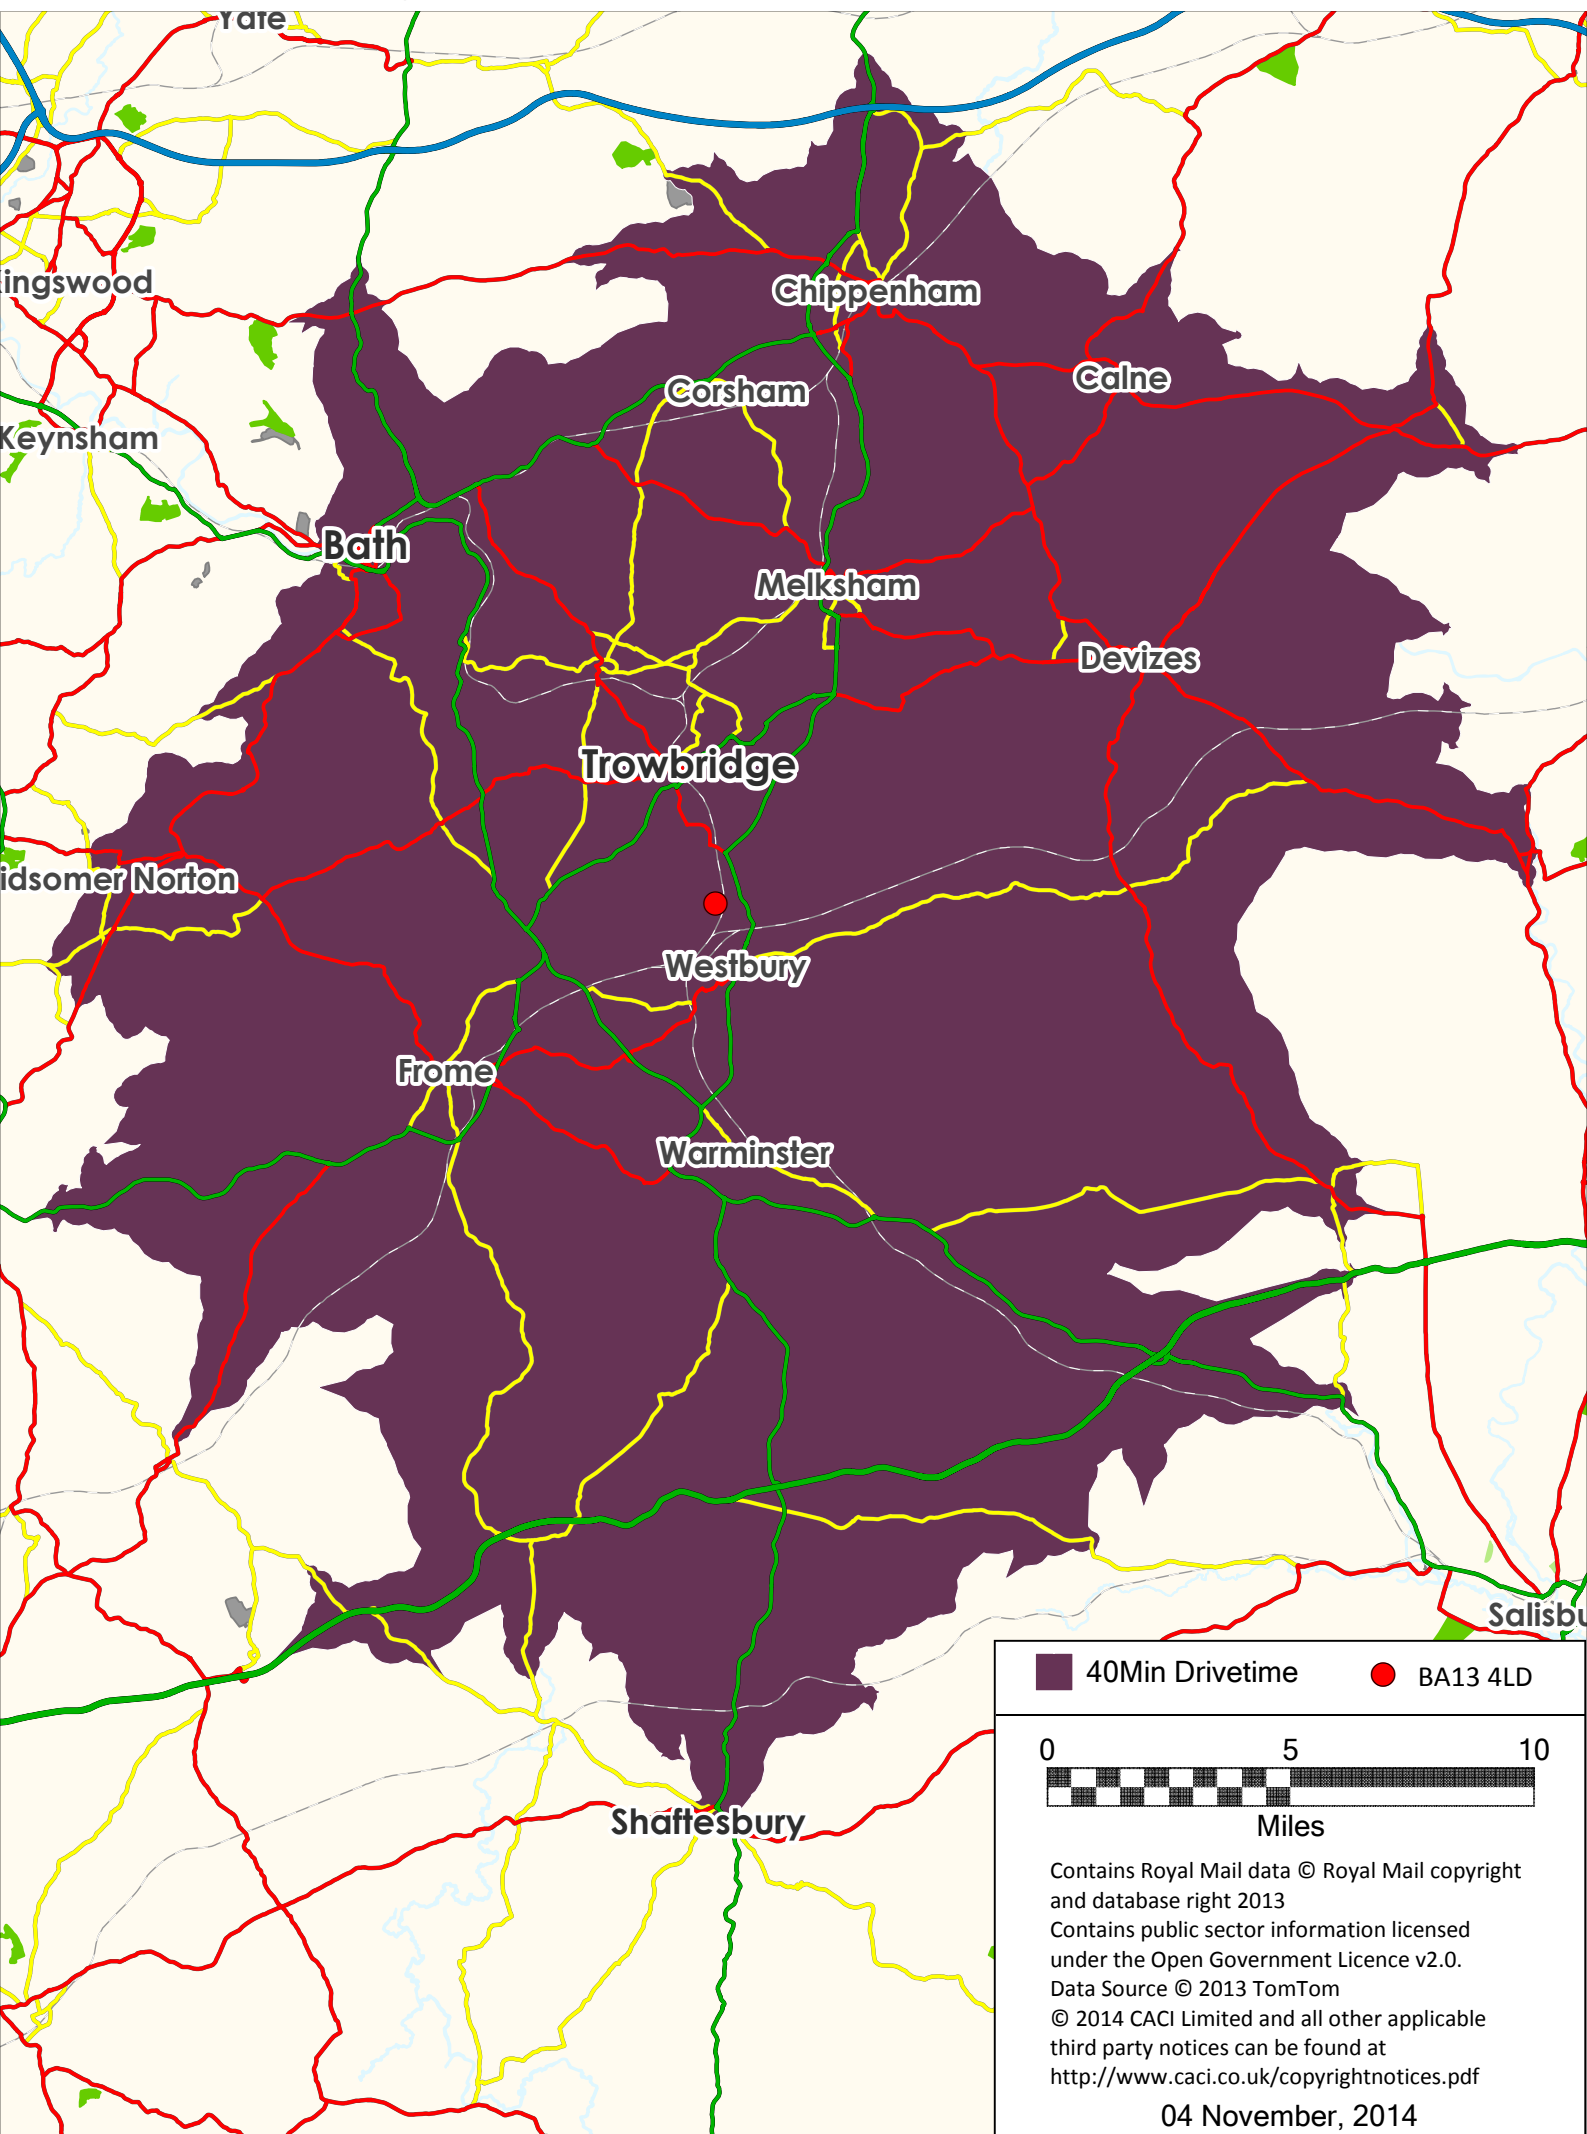 Yate
ingswood
Chippenham
Calne
Corsham
Keynsham
Bath
Melksham
Devizes
Trowbridge
idsomer Norton
Westbury
Frome
Warminster
Salisbu
Shaftesbury
40Min Drivetime
BA13 4LD
0 5 10
Miles
Contains Royal Mail data © Royal Mail copyright
and database right 2013
Contains public sector information licensed
under the Open Government Licence v2.0.
Data Source © 2013 TomTom
© 2014 CACI Limited and all other applicable
third party notices can be found at
http://www.caci.co.uk/copyrightnotices.pdf
04 November, 2014